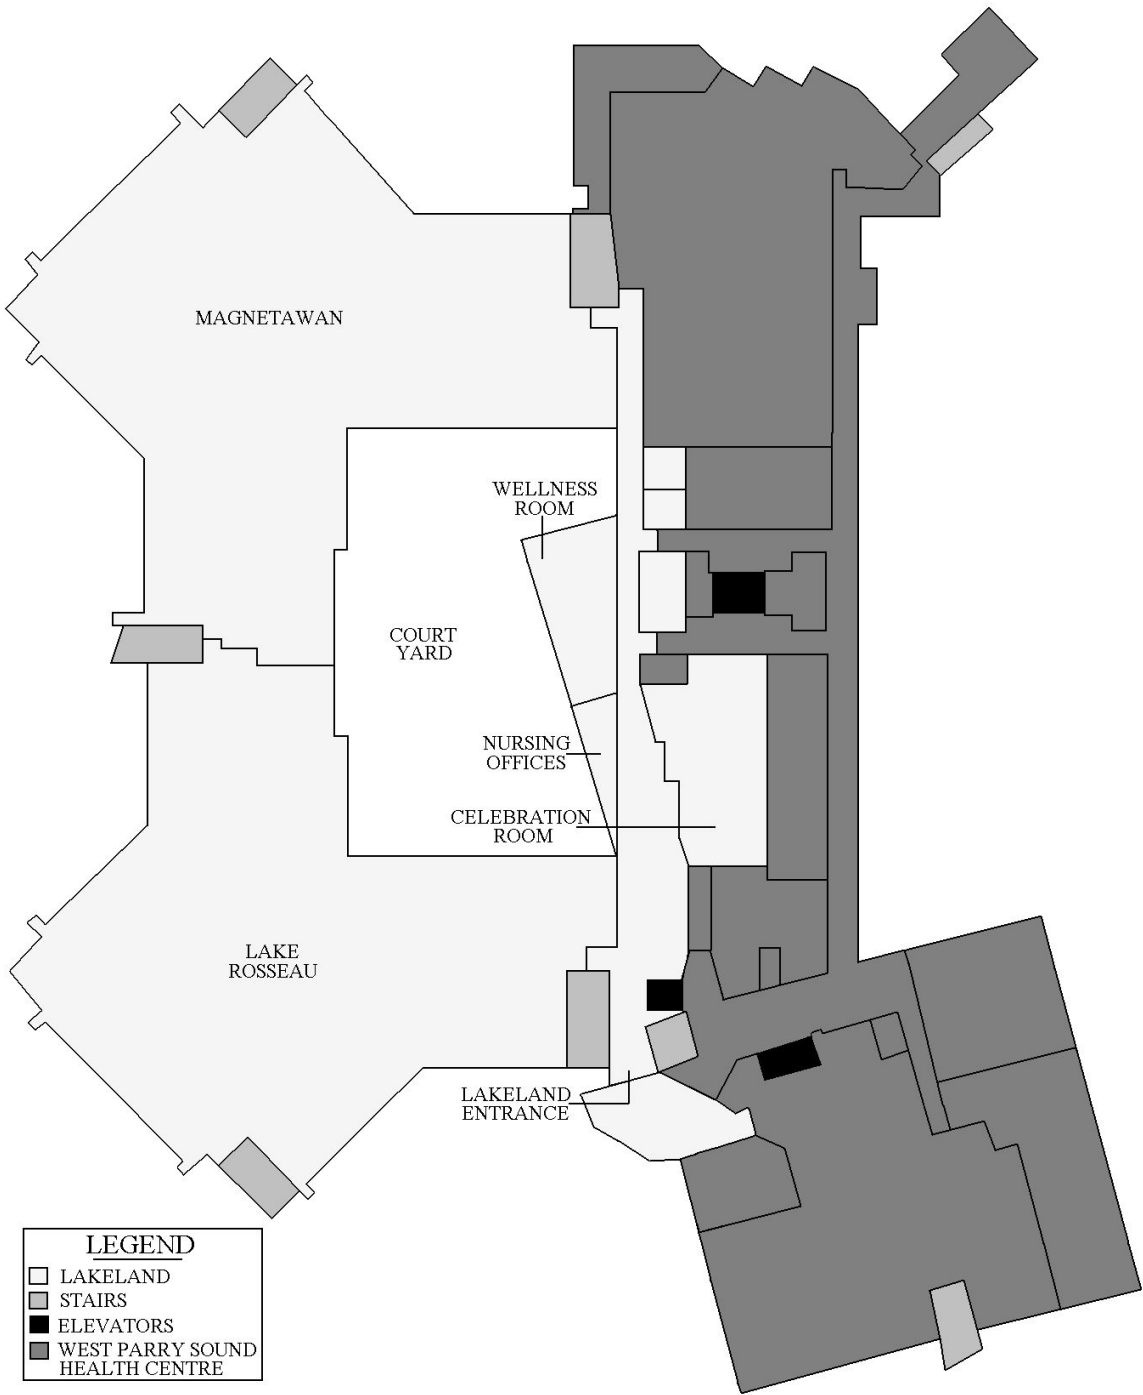 MAGNETAWAN
WELLNESS
ROOM
COURT
YARD
NURSING
OFFICES
CELEBRATION
ROOM
LAKE
ROSSEAU
LAKELAND
ENTRANCE
LEGEND
LAKELAND
STAIRS
ELEVATORS
WEST PARRY SOUND
HEALTH CENTRE